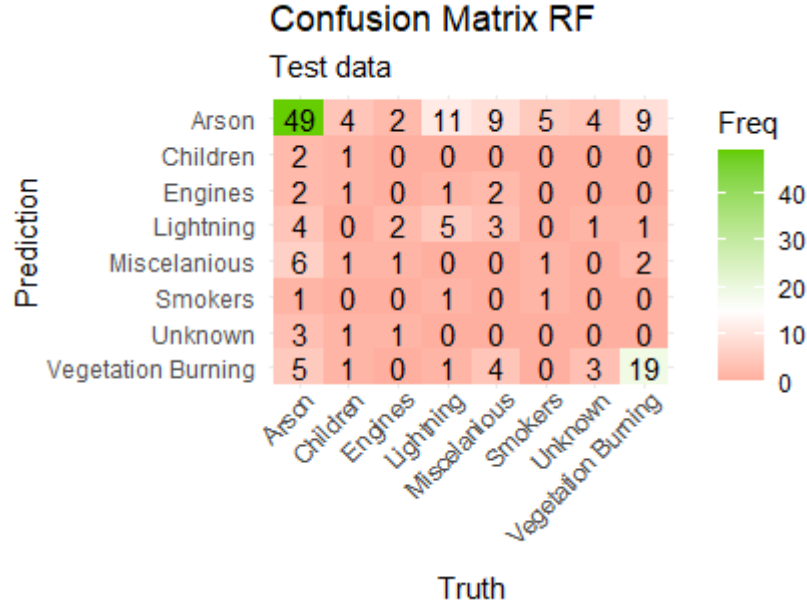 Confusion Matrix RF
Test data
Prediction
Arson 49 4 2 11 9 5 4 9
Children 2 1 0 0 0 0 0 0
Engines 2 1 0 1 2 0 0 0
Lightning 4 0 2 5 3 0 1 1
Miscelanious 6 1 1 0 0 1 0 2
Smokers 1 0 0 1 0 1 0 0
Unknown 3 1 1 0 0 0 0 0
Vegetation Burning 5 1 0 1 4 0 3 19
Arson Children Engines Lightning Miscelanious Smokers Unknown Vegetation Burning
Truth
Freq
40
30
20
10
0